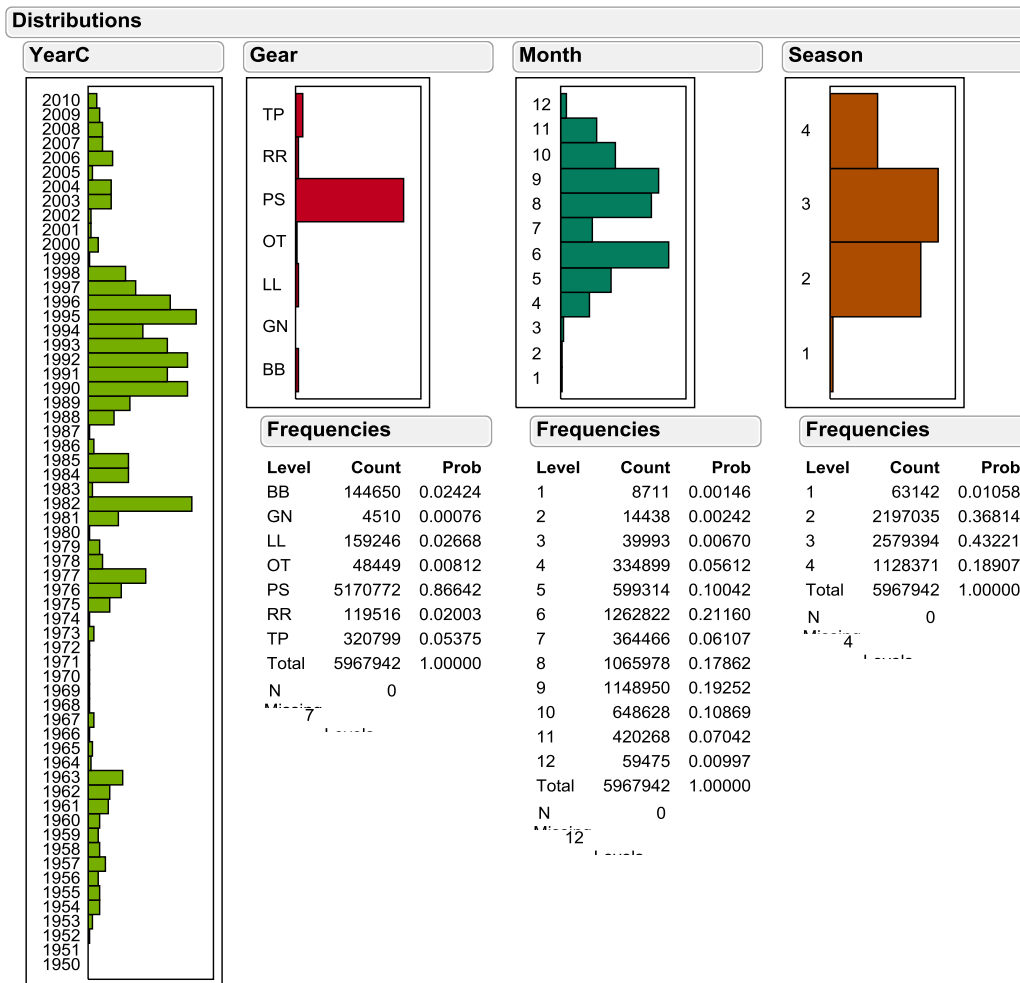 Distributions
YearC
2010
2009
2008
2007
2006
2005
2004
2003
2002
2001
2000
1999
1998
1997
1996
1995
1994
1993
1992
1991
1990
1989
1988
1987
1986
1985
1984
1983
1982
1981
1980
1979
1978
1977
1976
1975
1974
1973
1972
1971
1970
1969
1968
1967
1966
1965
1964
1963
1962
1961
1960
1959
1958
1957
1956
1955
1954
1953
1952
1951
1950
Gear
TP
RR
PS
OT
LL
GN
BB
Frequencies
Level Count Prob
BB 144650 0.02424
GN 4510 0.00076
LL 159246 0.02668
OT 48449 0.00812
PS 5170772 0.86642
RR 119516 0.02003
TP 320799 0.05375
Total 5967942 1.00000
N 0
Missing
7
Levels
Month
12
11
10
9
8
7
6
5
4
3
2
1
Frequencies
Level Count Prob
1 8711 0.00146
2 14438 0.00242
3 39993 0.00670
4 334899 0.05612
5 599314 0.10042
6 1262822 0.21160
7 364466 0.06107
8 1065978 0.17862
9 1148950 0.19252
10 648628 0.10869
11 420268 0.07042
12 59475 0.00997
Total 5967942 1.00000
N 0
Missing
12
Levels
Season
4
3
2
1
Frequencies
Level Count Prob
1 63142 0.01058
2 2197035 0.36814
3 2579394 0.43221
4 1128371 0.18907
Total 5967942 1.00000
N 0
Missing
4
Levels